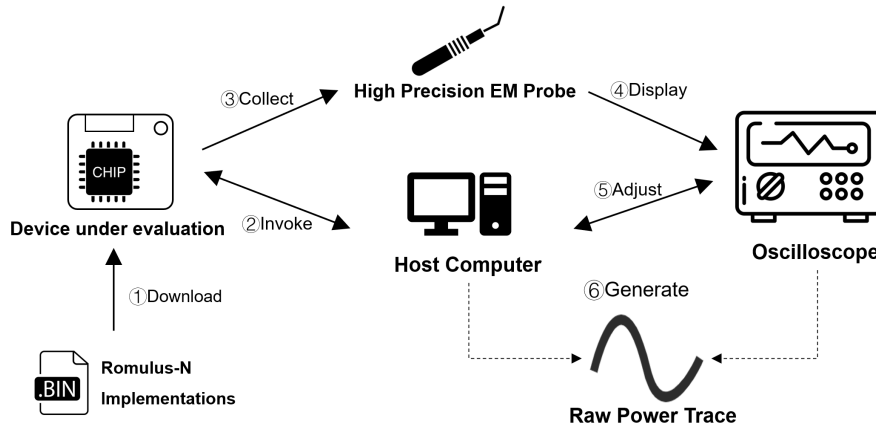 ③Collect
High Precision EM Probe
④Display
CHIP
Device under evaluation
②Invoke
⑤Adjust
Host Computer
Oscilloscope
①Download
⑥Generate
.BIN
Romulus-N
Implementations
Raw Power Trace